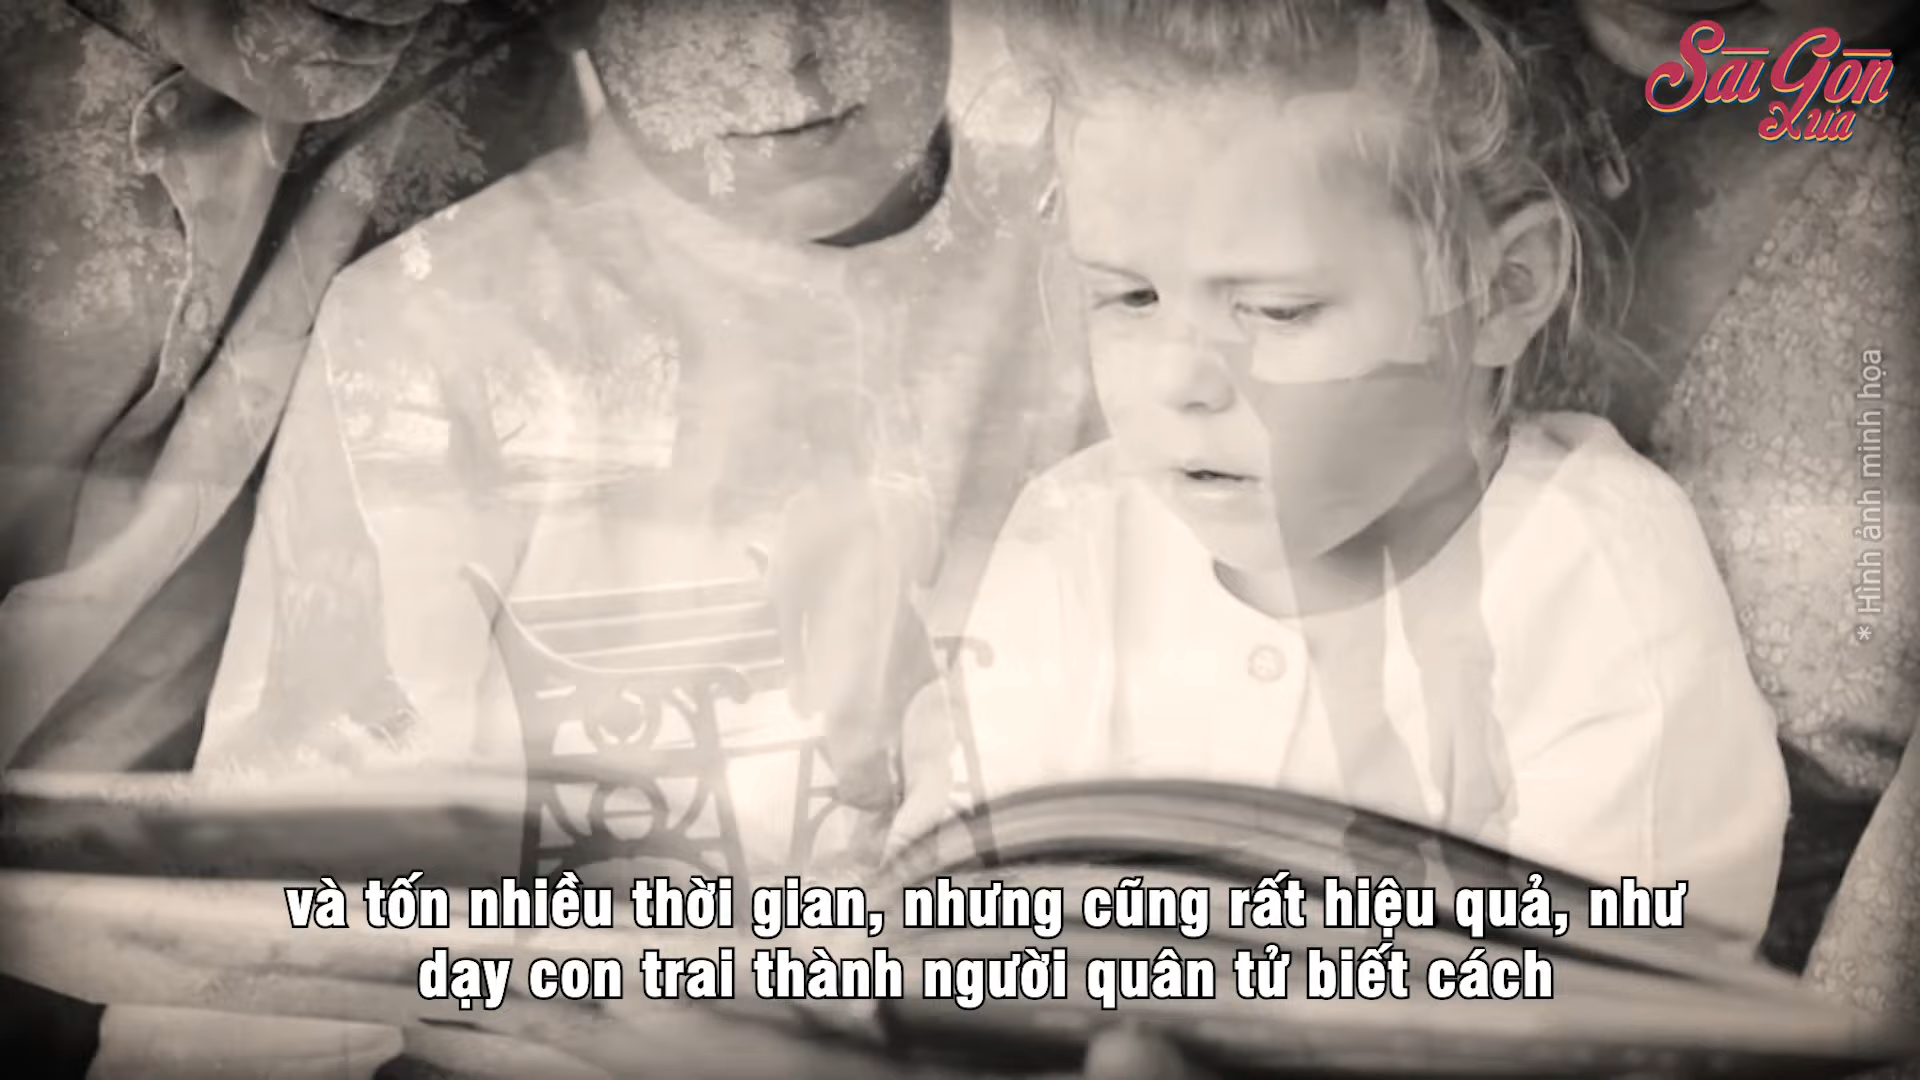 Sài Gòn
Xưa
* Hình ảnh minh họa
và tốn nhiều thời gian, nhưng cũng rất hiệu quả, như
dạy con trai thành người quân tử biết cách